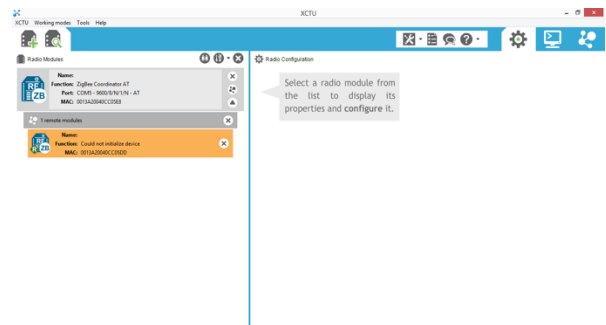 XCTU
XCTU Working modes Tools Help
Radio Modules
Radio Configuration
Name:
Function: ZigBee Coordinator AT
Port: COM5 - 9600/8/N/1/N - AT
MAC: 0013A20040CC05E8
1 remote modules
Name:
Function: Could not initialize device
MAC: 0013A20040CC05DD
Select a radio module from
the list to display its
properties and configure it.